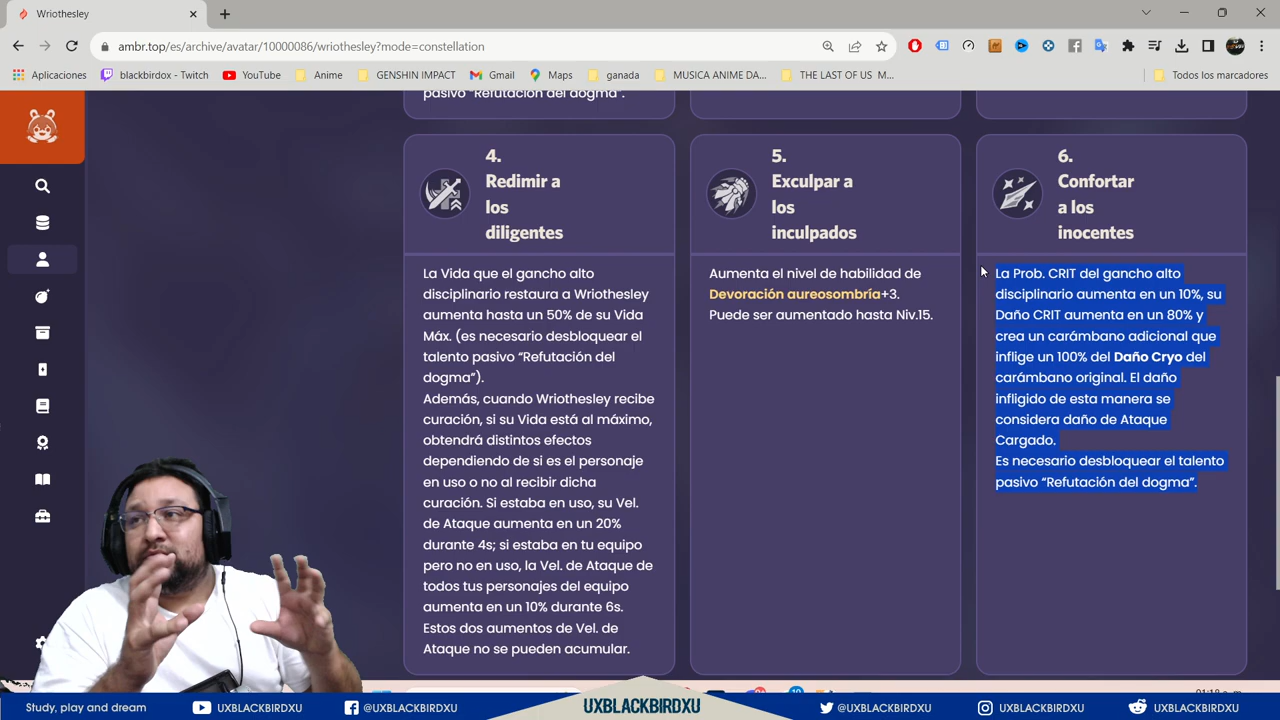 Wriothesley
ambr.top/es/archive/avatar/10000086/wriothesley?mode=constellation
Aplicaciones
blackbirdox - Twitch
YouTube
Anime
GENSHIN IMPACT
Gmail
Maps
ganada
MUSICA ANIME DA...
THE LAST OF US M...
Todos los marcadores
pasivo “Refutación del dogma”.
4.
Redimir a
los
diligentes
La Vida que el gancho alto
disciplinario restaura a Wriothesley
aumenta hasta un 50% de su Vida
Máx. (es necesario desbloquear el
talento pasivo “Refutación del
dogma”).
Además, cuando Wriothesley recibe
curación, si su Vida está al máximo,
obtendrá distintos efectos
dependiendo de si es el personaje
en uso o no al recibir dicha
curación. Si estaba en uso, su Vel.
de Ataque aumenta en un 20%
durante 4s; si estaba en tu equipo
pero no en uso, la Vel. de Ataque de
todos tus personajes del equipo
aumenta en un 10% durante 6s.
Estos dos aumentos de Vel. de
Ataque no se pueden acumular.
5.
Exculpar a
los
inculpados
Aumenta el nivel de habilidad de
Devoración aureosombría+3.
Puede ser aumentado hasta Niv.15.
6.
Confortar
a los
inocentes
La Prob. CRIT del gancho alto
disciplinario aumenta en un 10%, su
Daño CRIT aumenta en un 80% y
crea un carámbano adicional que
inflige un 100% del Daño Cryo del
carámbano original. El daño
infligido de esta manera se
considera daño de Ataque
Cargado.
Es necesario desbloquear el talento
pasivo “Refutación del dogma”.
Study, play and dream
UXBLACKBIRDXU
@UXBLACKBIRDXU
UXBLACKBIRDXU
@UXBLACKBIRDXU
UXBLACKBIRDXU
UXBLACKBIRDXU